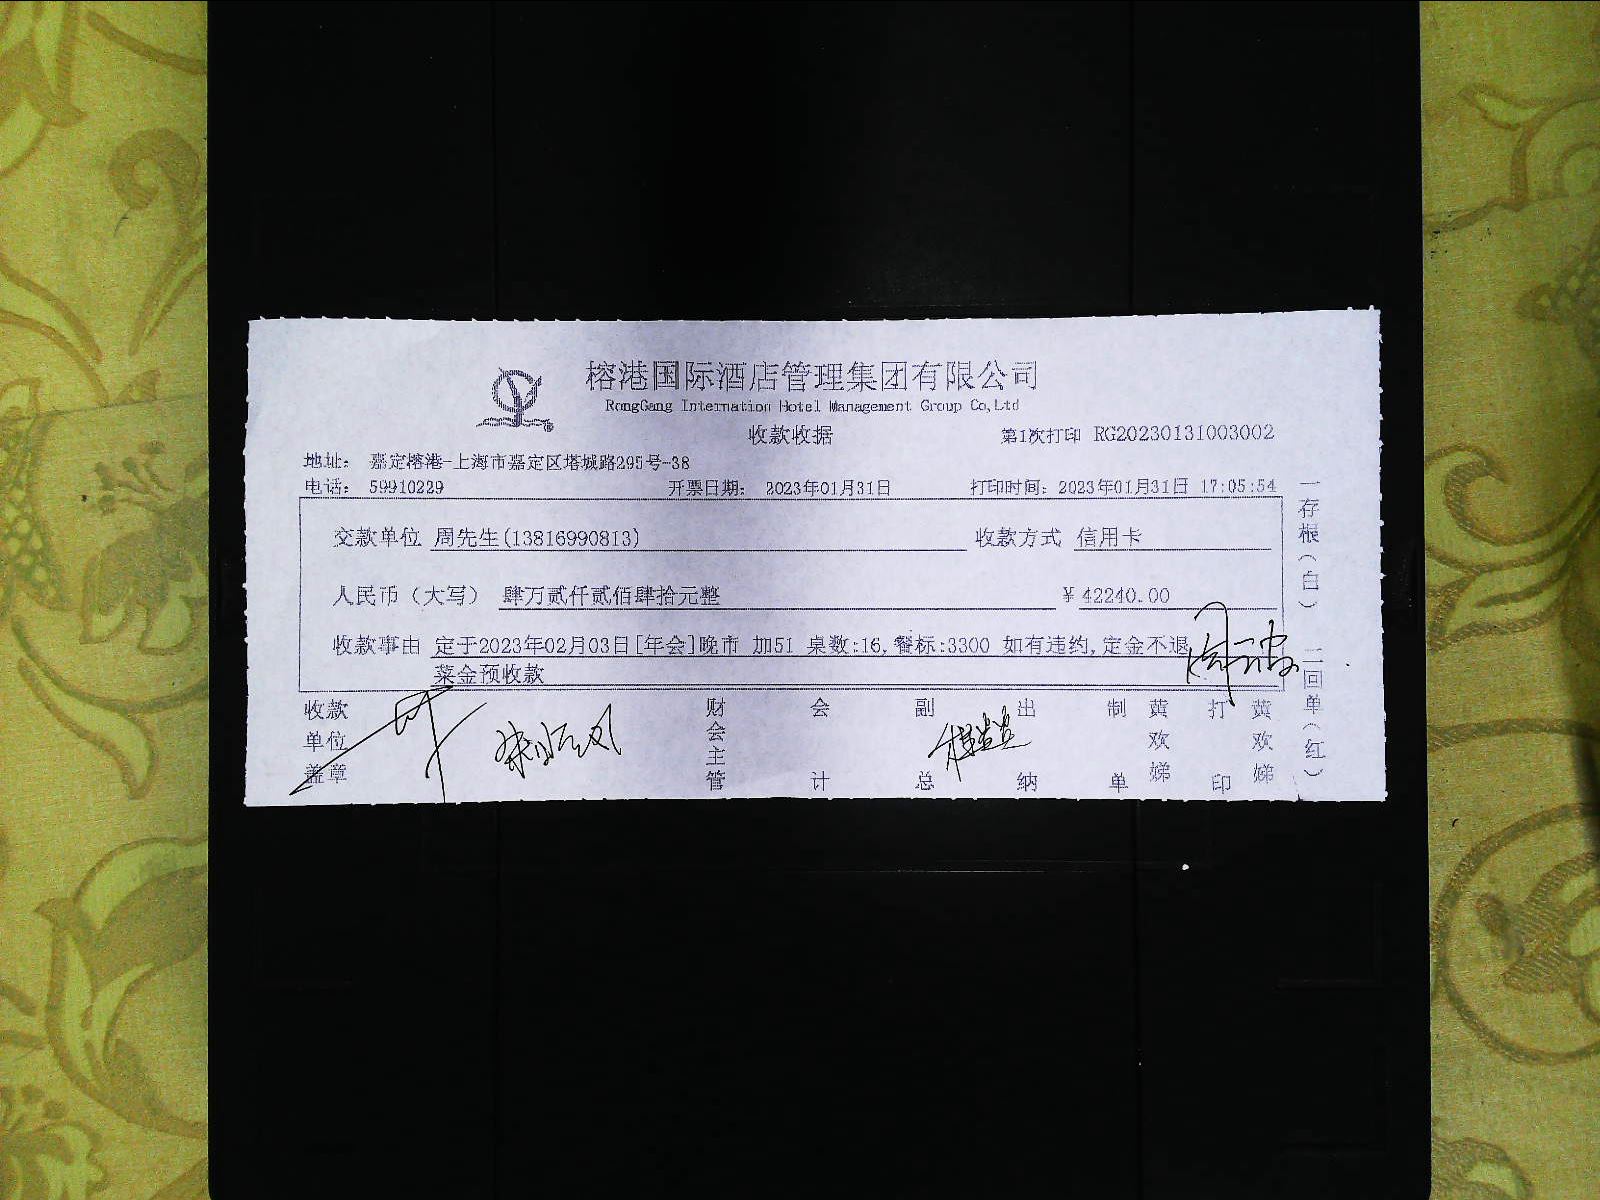 榕港国际酒店管理集团有限公司
RongGang Internation Hotel Management Group Co,Ltd
收款收据
第1次打印 RG20230131003002
地址： 嘉定榕港-上海市嘉定区塔城路295号-38
电话： 59910229 开票日期： 2023年01月31日 打印时间：2023年01月31日 17:05:54
交款单位 周先生(13816990813) 收款方式 信用卡
人民币（大写） 肆万贰仟贰佰肆拾元整 ￥42240.00
收款事由 定于2023年02月03日[年会]晚市 加51 桌数:16,餐标:3300 如有违约,定金不退
菜金预收款
收款单位盖章
财会主管
会计
副总
出纳
制单 黄欢娣
打印 黄欢娣
一存根（白）
二回单（红）